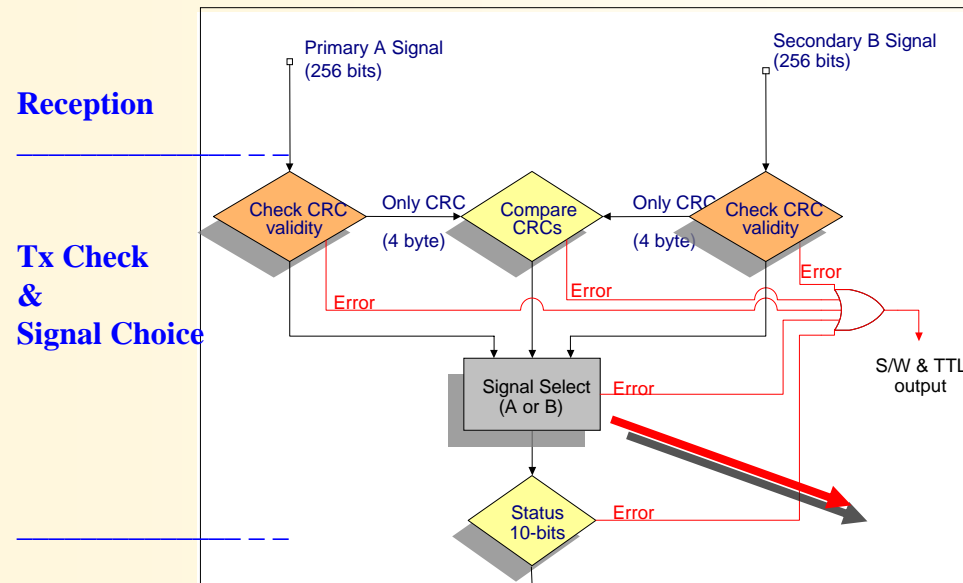 Primary A Signal
(256 bits)
Secondary B Signal
(256 bits)
Reception
Check CRC
validity
Only CRC
(4 byte)
Compare
CRCs
Only CRC
(4 byte)
Check CRC
validity
Tx Check
&
Signal Choice
Error
Error
Error
S/W & TTL
output
Signal Select
(A or B)
Error
Status
10-bits
Error